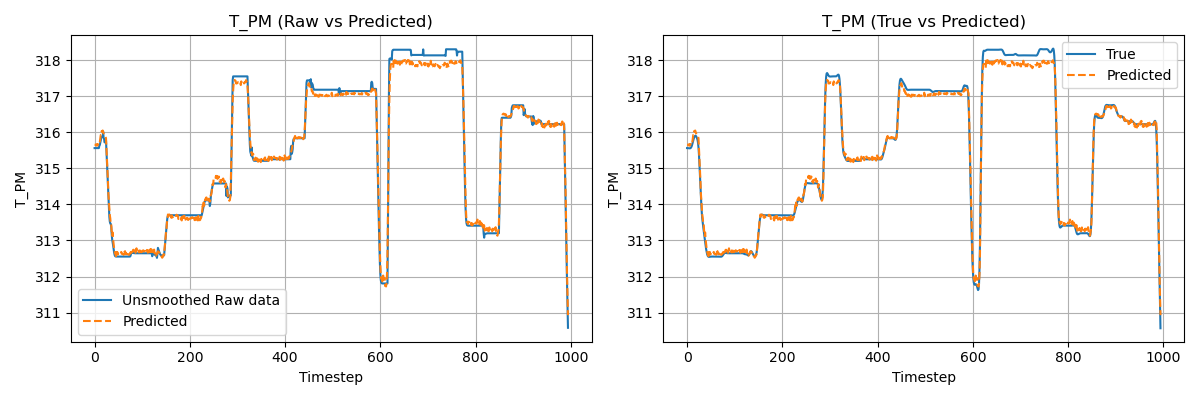 T_PM (Raw vs Predicted)
T_PM
318
317
316
315
314
313
312
311
Unsmoothed Raw data
Predicted
0
200
400
600
800
1000
Timestep
T_PM (True vs Predicted)
T_PM
318
317
316
315
314
313
312
311
True
Predicted
0
200
400
600
800
1000
Timestep